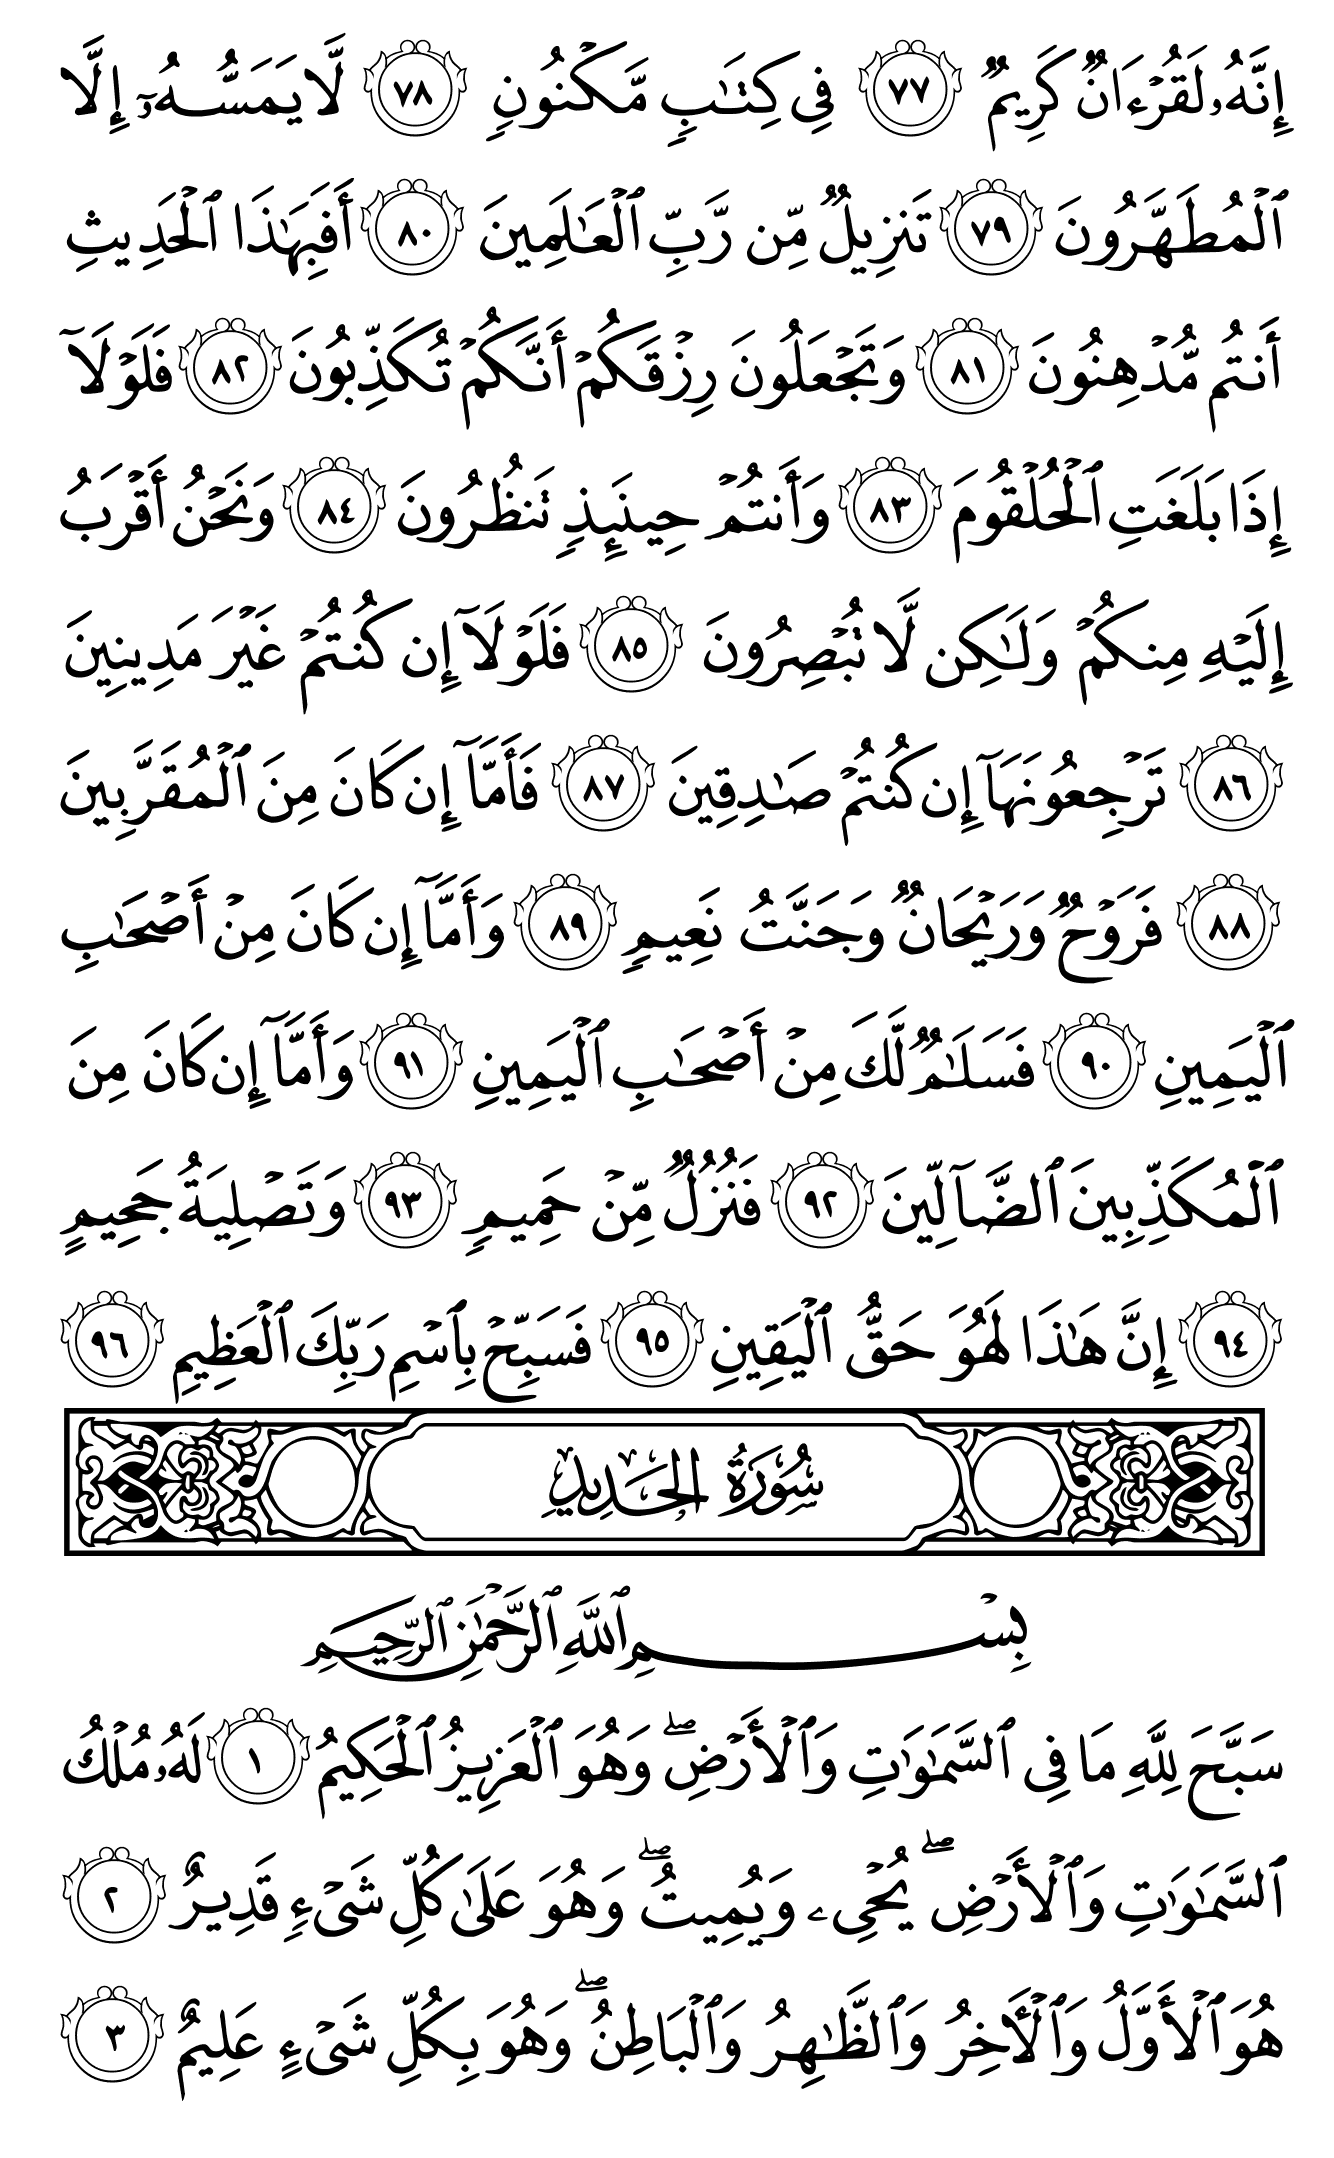 إِنَّهُۥ لَقُرْءَانٌ كَرِيمٌ ٧٧ فِى كِتَـٰبٍ مَّكْنُونٍ ٧٨ لَّا يَمَسُّهُۥٓ إِلَّا
ٱلْمُطَهَّرُونَ ٧٩ تَنزِيلٌ مِّن رَّبِّ ٱلْعَـٰلَمِينَ ٨٠ أَفَبِهَـٰذَا ٱلْحَدِيثِ
أَنتُم مُّدْهِنُونَ ٨١ وَتَجْعَلُونَ رِزْقَكُمْ أَنَّكُمْ تُكَذِّبُونَ ٨٢ فَلَوْلَآ
إِذَا بَلَغَتِ ٱلْحُلْقُومَ ٨٣ وَأَنتُمْ حِينَئِذٍ تَنظُرُونَ ٨٤ وَنَحْنُ أَقْرَبُ
إِلَيْهِ مِنكُمْ وَلَـٰكِن لَّا تُبْصِرُونَ ٨٥ فَلَوْلَآ إِن كُنتُمْ غَيْرَ مَدِينِينَ
٨٦ تَرْجِعُونَهَآ إِن كُنتُمْ صَـٰدِقِينَ ٨٧ فَأَمَّآ إِن كَانَ مِنَ ٱلْمُقَرَّبِينَ
٨٨ فَرَوْحٌ وَرَيْحَانٌ وَجَنَّتُ نَعِيمٍ ٨٩ وَأَمَّآ إِن كَانَ مِنْ أَصْحَـٰبِ
ٱلْيَمِينِ ٩٠ فَسَلَـٰمٌ لَّكَ مِنْ أَصْحَـٰبِ ٱلْيَمِينِ ٩١ وَأَمَّآ إِن كَانَ مِنَ
ٱلْمُكَذِّبِينَ ٱلضَّآلِّينَ ٩٢ فَنُزُلٌ مِّنْ حَمِيمٍ ٩٣ وَتَصْلِيَةُ جَحِيمٍ
٩٤ إِنَّ هَـٰذَا لَهُوَ حَقُّ ٱلْيَقِينِ ٩٥ فَسَبِّحْ بِٱسْمِ رَبِّكَ ٱلْعَظِيمِ ٩٦
سُورَةُ الحَدِيدِ
بِسْمِ ٱللَّهِ ٱلرَّحْمَـٰنِ ٱلرَّحِيمِ
سَبَّحَ لِلَّهِ مَا فِى ٱلسَّمَـٰوَٰتِ وَٱلْأَرْضِ ۖ وَهُوَ ٱلْعَزِيزُ ٱلْحَكِيمُ ١ لَهُۥ مُلْكُ
ٱلسَّمَـٰوَٰتِ وَٱلْأَرْضِ ۖ يُحْىِۦ وَيُمِيتُ ۖ وَهُوَ عَلَىٰ كُلِّ شَىْءٍ قَدِيرٌ ٢
هُوَ ٱلْأَوَّلُ وَٱلْـَٔاخِرُ وَٱلظَّـٰهِرُ وَٱلْبَاطِنُ ۖ وَهُوَ بِكُلِّ شَىْءٍ عَلِيمٌ ٣